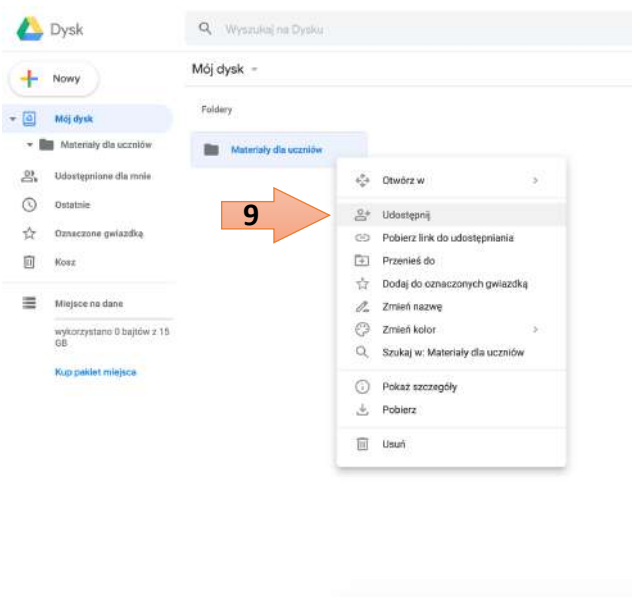 Dysk
Wyszukaj na Dysku
Nowy
Mój dysk
Mój dysk
Materiały dla uczniów
Udostępnione dla mnie
Ostatnie
Oznaczone gwiazdką
Kosz
Miejsce na dane
wykorzystano 0 bajtów z 15
GB
Kup pakiet miejsca
Foldery
Materiały dla uczniów
9
Otwórz w
Udostępnij
Pobierz link do udostępniania
Przenieś do
Dodaj do oznaczonych gwiazdką
Zmień nazwę
Zmień kolor
Szukaj w: Materiały dla uczniów
Pokaż szczegóły
Pobierz
Usuń